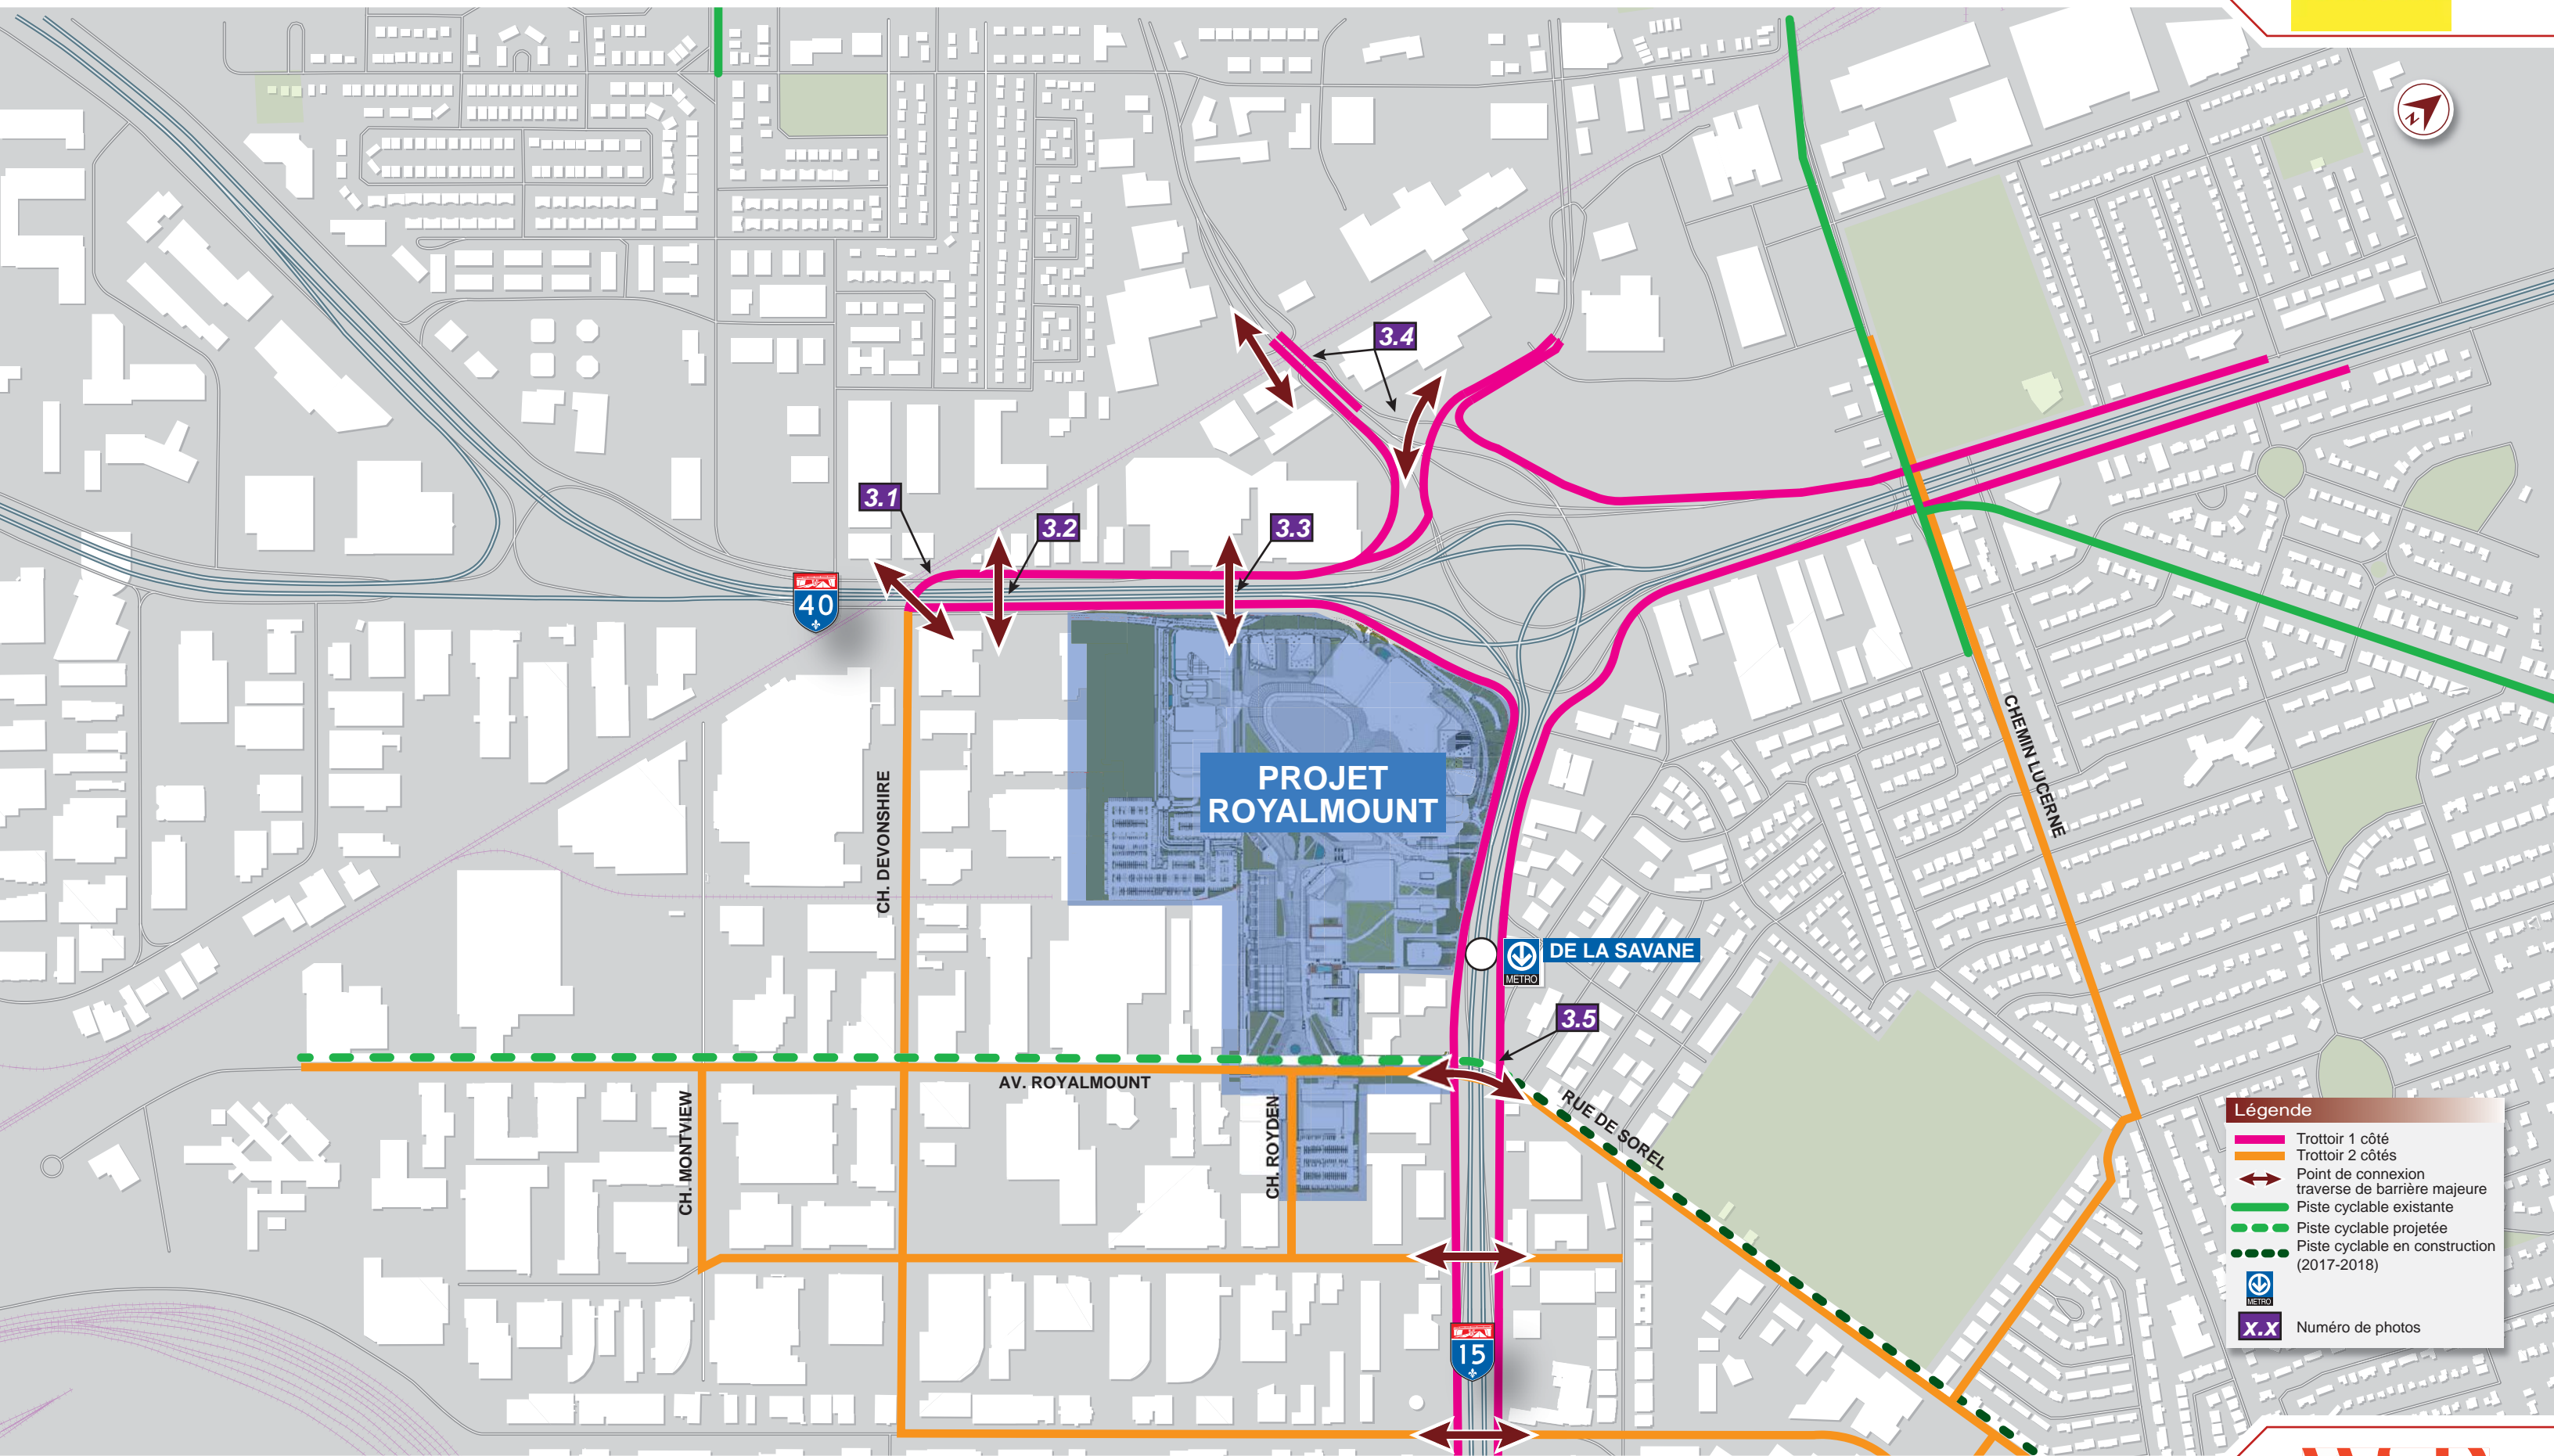 N
3.4
3.1
3.2
3.3
40
PROJET
ROYALMOUNT
CH. DEVONSHIRE
CHEMIN LUCERNE
DE LA SAVANE
MÉTRO
3.5
AV. ROYALMOUNT
CH. MONTVIEW
CH. ROYDEN
RUE DE SOREL
15
Légende
Trottoir 1 côté
Trottoir 2 côtés
Point de connexion
traverse de barrière majeure
Piste cyclable existante
Piste cyclable projetée
Piste cyclable en construction
(2017-2018)
MÉTRO
x.x Numéro de photos